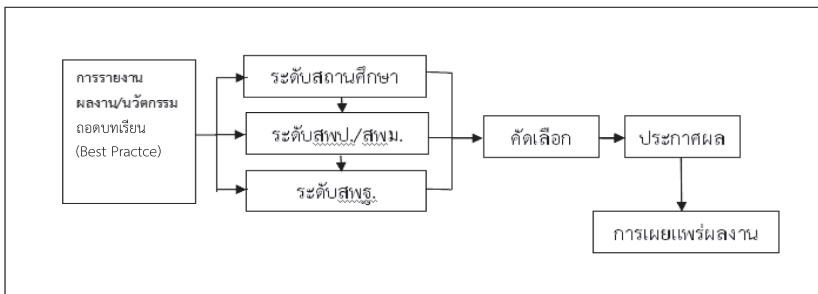 การรายงาน
ผลงาน/นวัตกรรม
ถอดบทเรียน
(Best Practce)
ระดับสถานศึกษา
ระดับสพป./สพม.
ระดับสพฐ.
คัดเลือก
ประกาศผล
การเผยแพร่ผลงาน